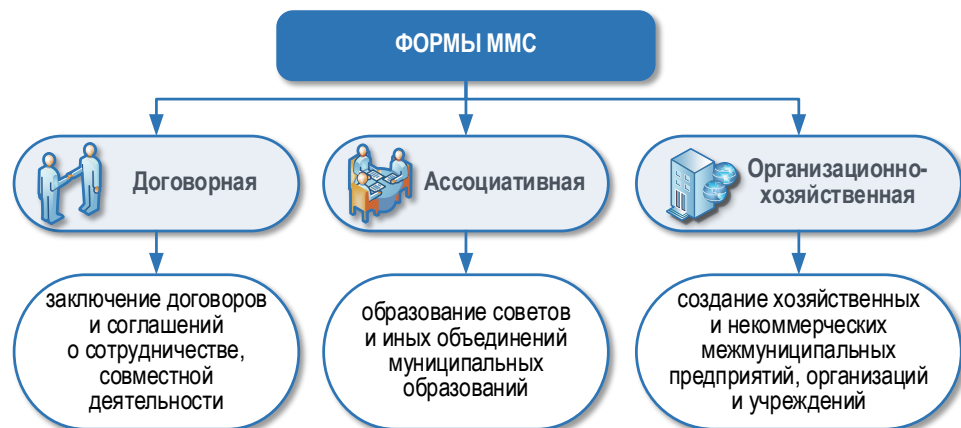 ФОРМЫ ММС
Договорная
Ассоциативная
Организационно-
хозяйственная
заключение договоров
и соглашений
о сотрудничестве,
совместной
деятельности
образование советов
и иных объединений
муниципальных
образований
создание хозяйственных
и некоммерческих
межмуниципальных
предприятий, организаций
и учреждений